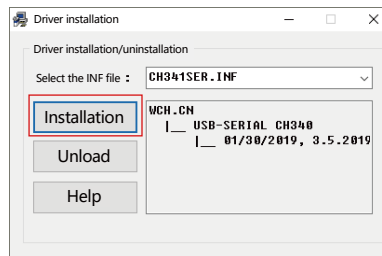 Driver installation
Driver installation/uninstallation
Select the INF file：
CH341SER.INF
Installation
Unload
Help
WCH.CN
|__ USB-SERIAL CH340
|__ 01/30/2019, 3.5.2019